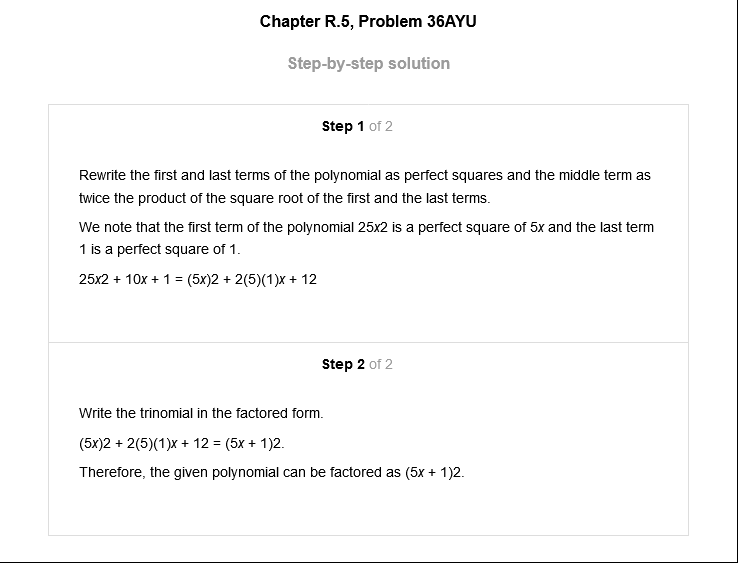 Chapter R.5, Problem 36AYU
Step-by-step solution
Step 1 of 2
Rewrite the first and last terms of the polynomial as perfect squares and the middle term as
twice the product of the square root of the first and the last terms.
We note that the first term of the polynomial 25x2 is a perfect square of 5x and the last term
1 is a perfect square of 1.
25x2 + 10x + 1 = (5x)2 + 2(5)(1)x + 12
Step 2 of 2
Write the trinomial in the factored form.
(5x)2 + 2(5)(1)x + 12 = (5x + 1)2.
Therefore, the given polynomial can be factored as (5x + 1)2.